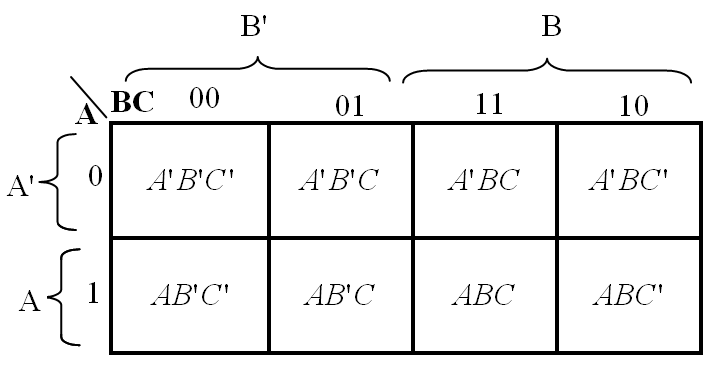 B' B
A BC 00 01 11 10
A' 0 A'B'C' A'B'C A'BC A'BC'
A 1 AB'C' AB'C ABC ABC'